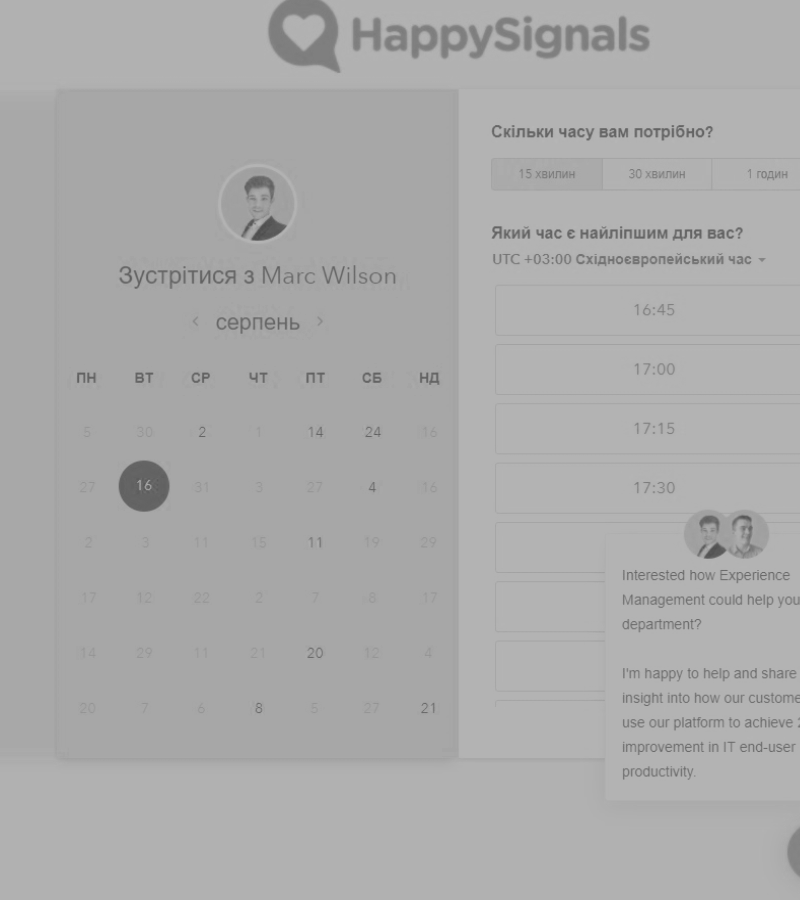 HappySignals
Зустрітися з Marc Wilson
серпень
ПН ВТ СР ЧТ ПТ СБ НД
5 30 2 1 14 24 16
27 16 31 3 27 4 16
2 3 11 15 11 19 29
17 12 22 2 7 8 17
14 29 11 21 20 12 4
20 7 6 8 5 27 21
Скільки часу вам потрібно?
15 хвилин 30 хвилин 1 годин
Який час є найліпшим для вас?
UTC +03:00 Східноєвропейський час
16:45
17:00
17:15
17:30
Interested how Experience
Management could help you
department?
I'm happy to help and share
insight into how our custome
use our platform to achieve
improvement in IT end-user
productivity.